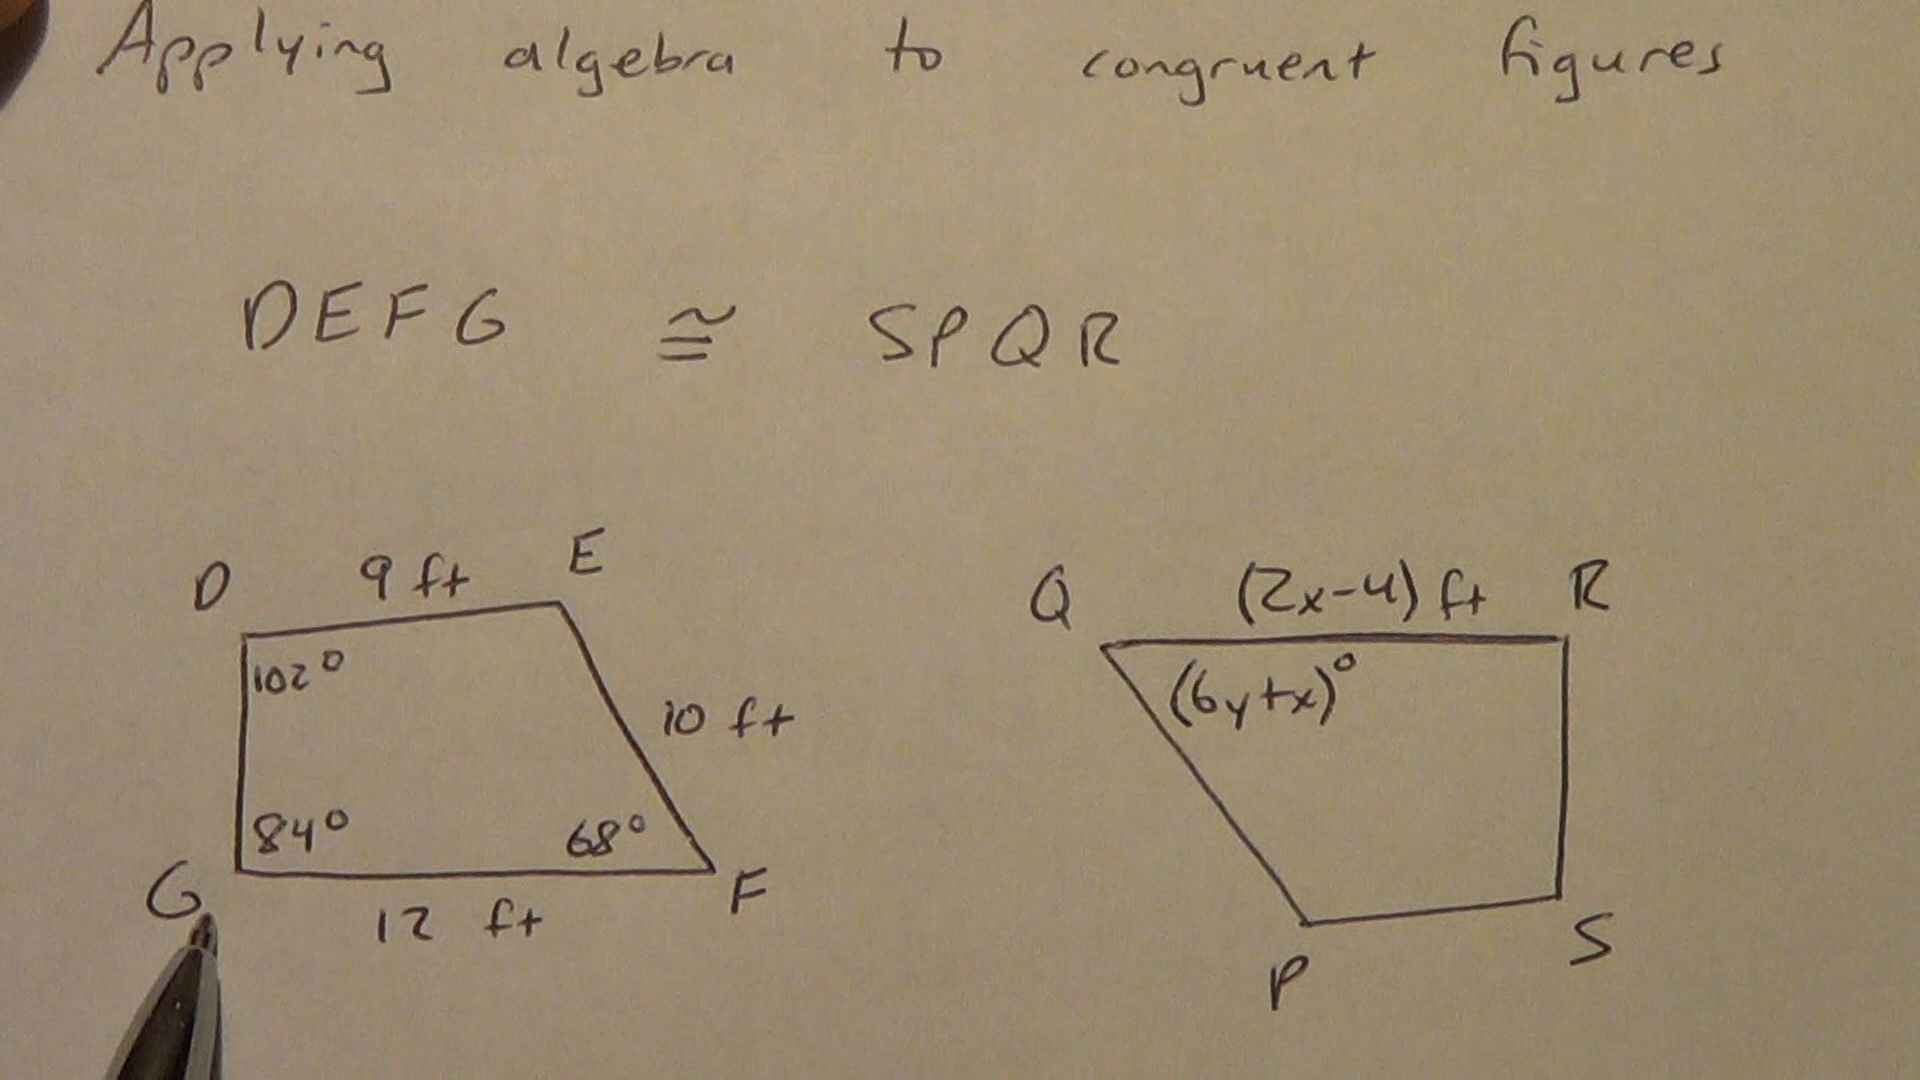 Applying algebra to congruent figures
DEFG ≅ SPQR
D 9 ft E
102°
10 ft
84° 68°
G 12 ft F
Q (2x-4) ft R
(6y+x)°
P S